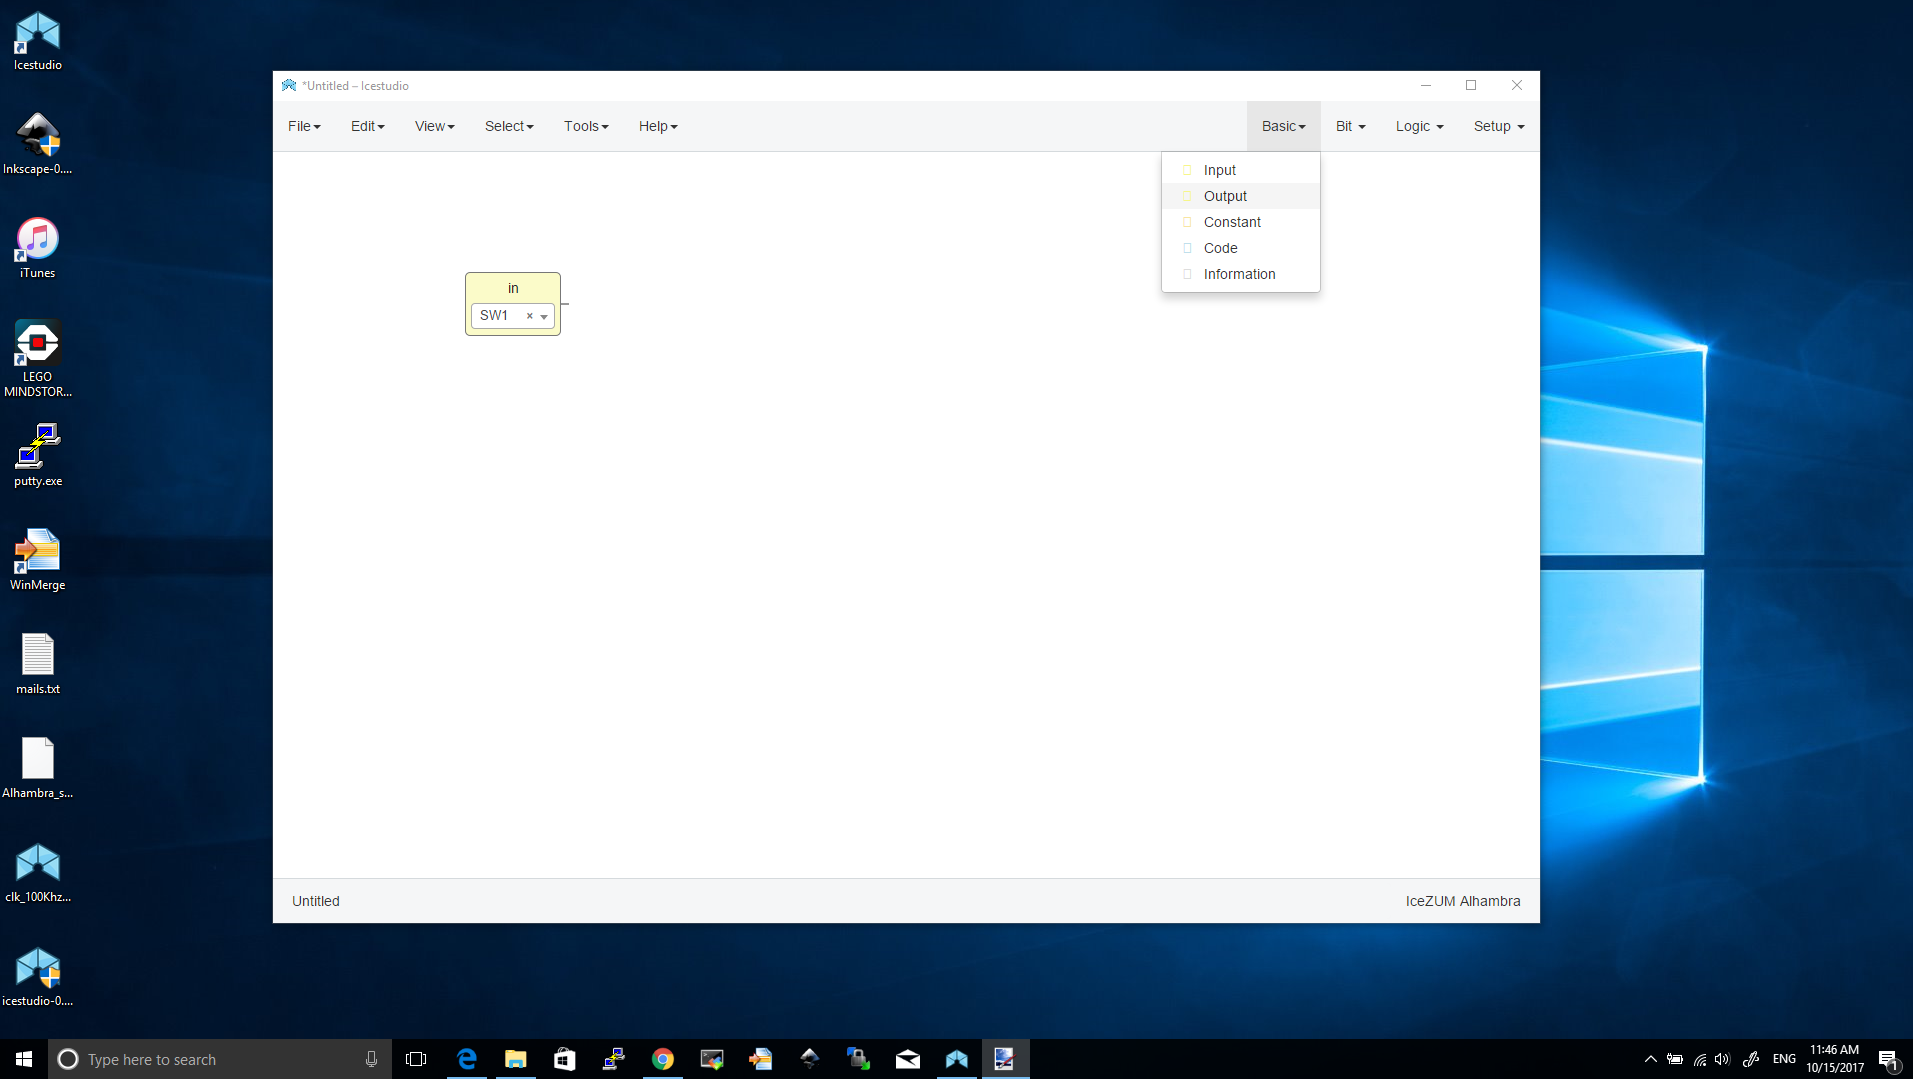 Icestudio
Inkscape-0....
iTunes
LEGO
MINDSTOR...
putty.exe
WinMerge
mails.txt
Alhambra_s...
clk_100Khz...
icestudio-0....
*Untitled – Icestudio
File Edit View Select Tools Help Basic Bit Logic Setup
Input
Output
Constant
Code
Information
in
SW1 ×
Untitled IceZUM Alhambra
Type here to search
ENG
11:46 AM
10/15/2017
1